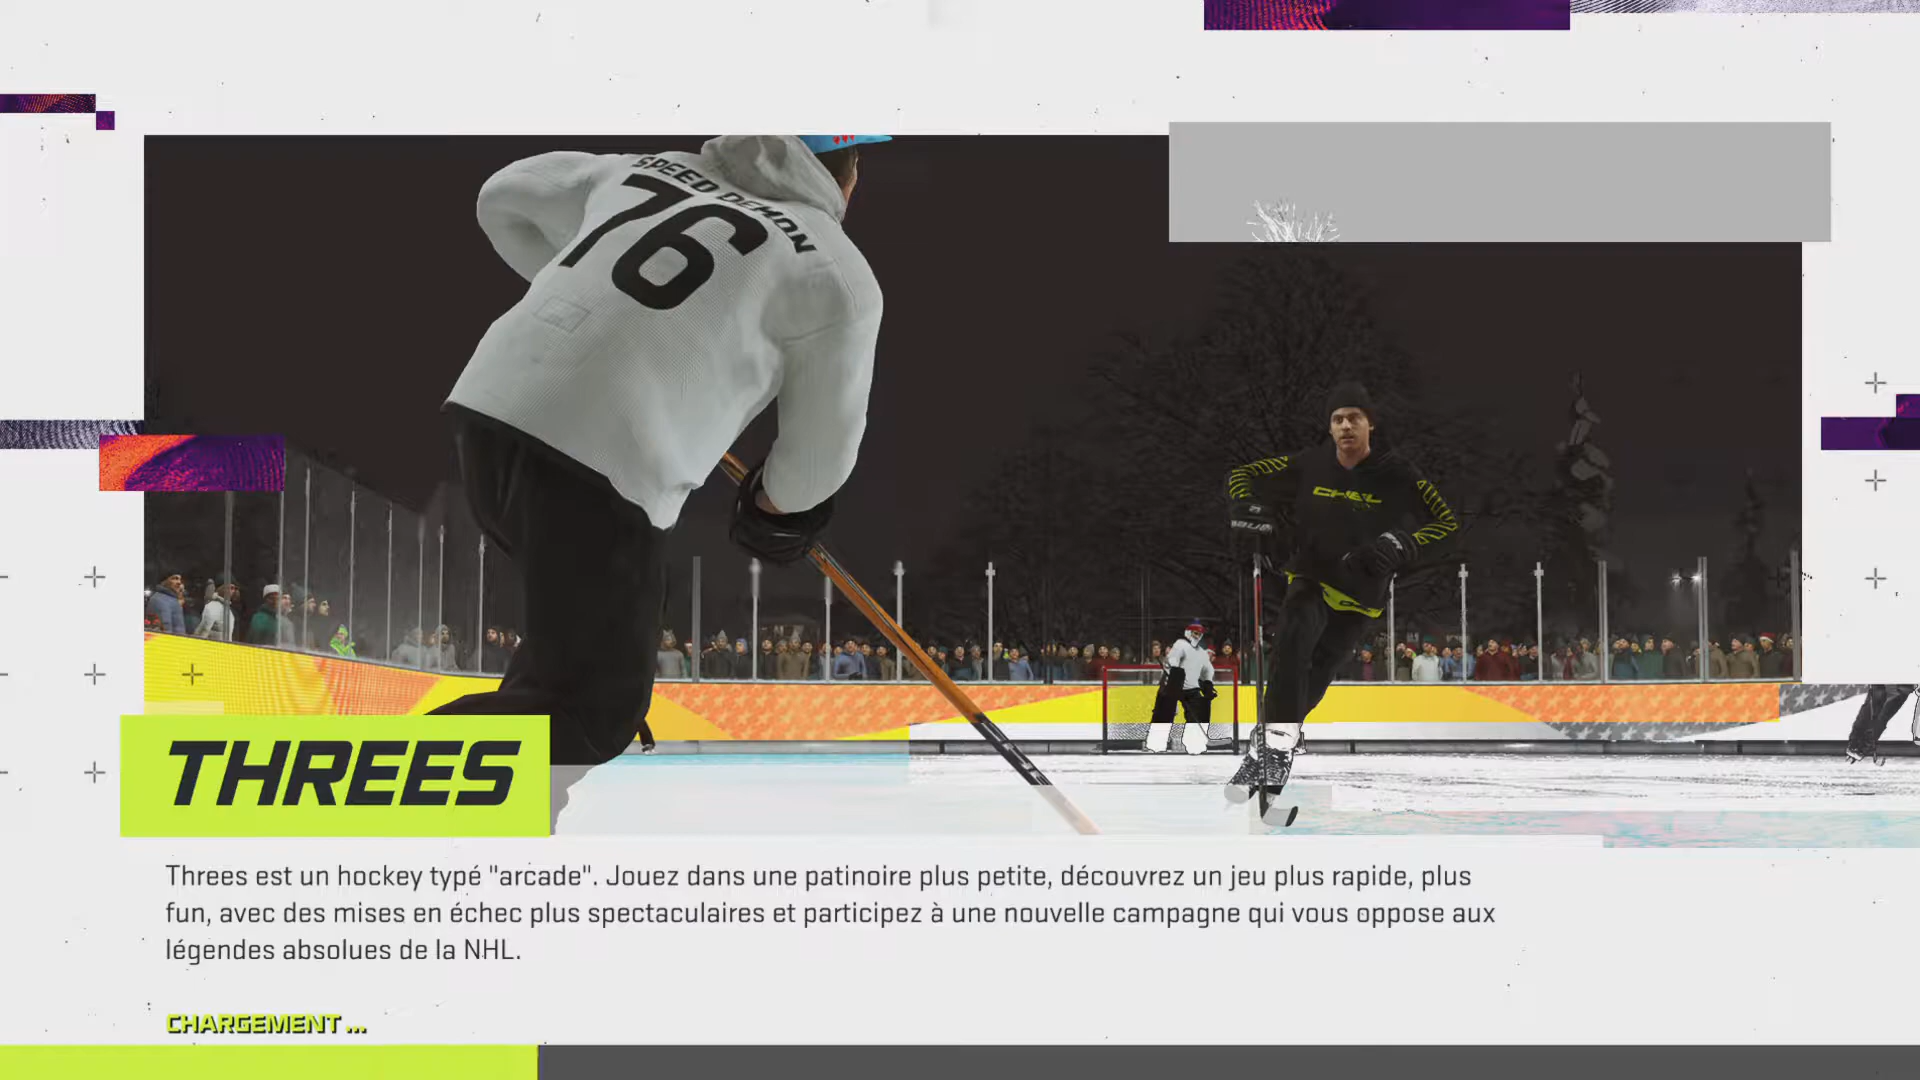 SPEED DEMON
76
CHEL
BAUER
THREES
Threes est un hockey typé "arcade". Jouez dans une patinoire plus petite, découvrez un jeu plus rapide, plus
fun, avec des mises en échec plus spectaculaires et participez à une nouvelle campagne qui vous oppose aux
légendes absolues de la NHL.
CHARGEMENT ...